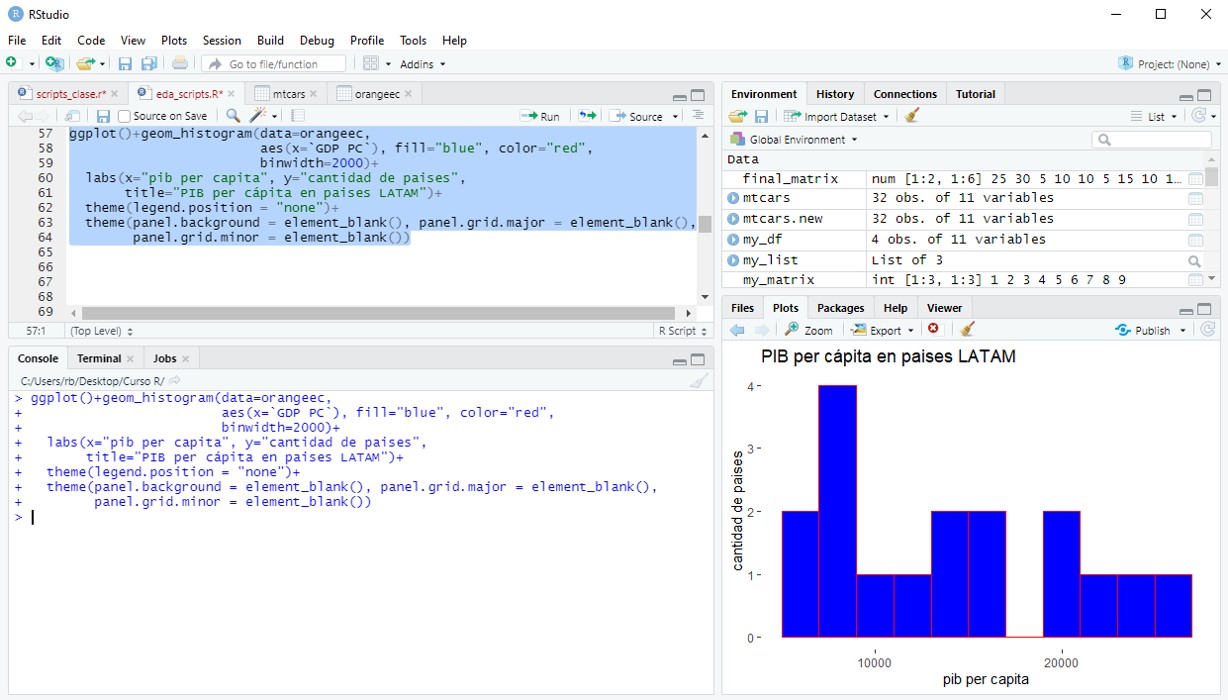 RStudio
File Edit Code View Plots Session Build Debug Profile Tools Help
Go to file/function Addins Project: (None)
scripts_clase.r* eda_scripts.R* mtcars orangeec
Source on Save Run Source
57 ggplot()+geom_histogram(data=orangeec,
58 aes(x=`GDP PC`), fill="blue", color="red",
59 binwidth=2000)+
60 labs(x="pib per capita", y="cantidad de paises",
61 title="PIB per cápita en paises LATAM")+
62 theme(legend.position = "none")+
63 theme(panel.background = element_blank(), panel.grid.major = element_blank(),
64 panel.grid.minor = element_blank())
65
66
67
68
69
57:1 (Top Level) R Script
Console Terminal Jobs
C:/Users/rb/Desktop/Curso R/
> ggplot()+geom_histogram(data=orangeec,
+ aes(x=`GDP PC`), fill="blue", color="red",
+ binwidth=2000)+
+ labs(x="pib per capita", y="cantidad de paises",
+ title="PIB per cápita en paises LATAM")+
+ theme(legend.position = "none")+
+ theme(panel.background = element_blank(), panel.grid.major = element_blank(),
+ panel.grid.minor = element_blank())
>
Environment History Connections Tutorial
Import Dataset List
Global Environment
Data
final_matrix num [1:2, 1:6] 25 30 5 10 10 5 15 10 1…
mtcars 32 obs. of 11 variables
mtcars.new 32 obs. of 11 variables
my_df 4 obs. of 11 variables
my_list List of 3
my_matrix int [1:3, 1:3] 1 2 3 4 5 6 7 8 9
Files Plots Packages Help Viewer
Zoom Export Publish
PIB per cápita en paises LATAM
cantidad de paises
4
3
2
1
0
10000 20000
pib per capita